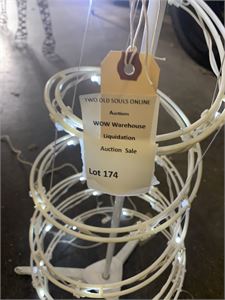 TWO OLD SOULS ONLINE
Auctions
WOW Warehouse
Liquidation
Auction Sale
Lot 174